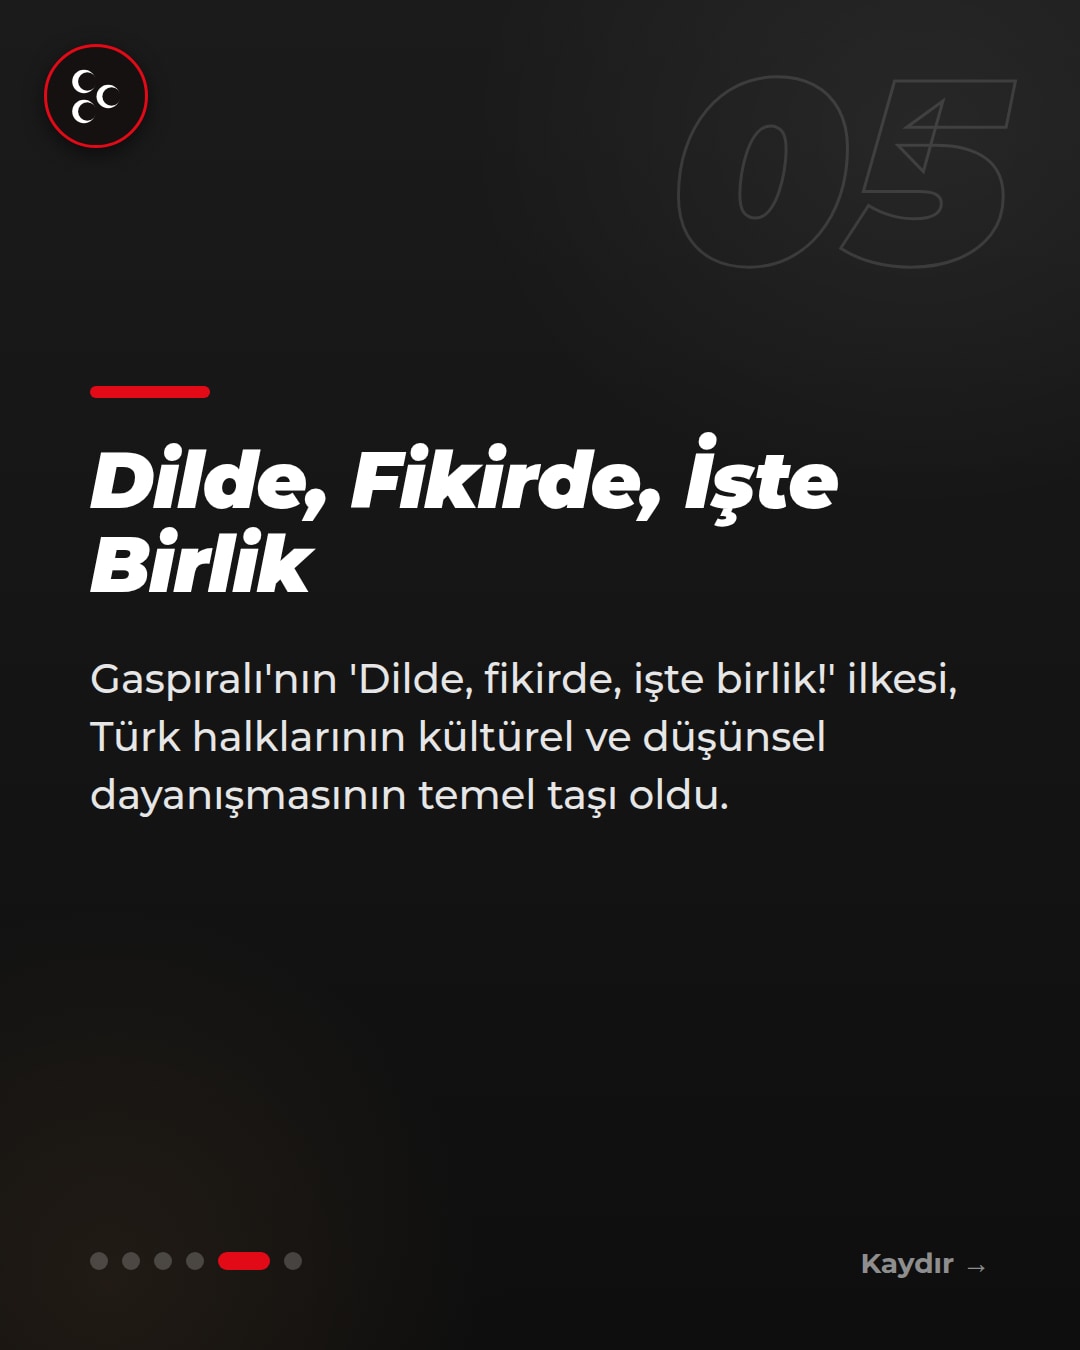 05
Dilde, Fikirde, İşte
Birlik
Gaspıralı'nın 'Dilde, fikirde, işte birlik!' ilkesi,
Türk halklarının kültürel ve düşünsel
dayanışmasının temel taşı oldu.
Kaydır →